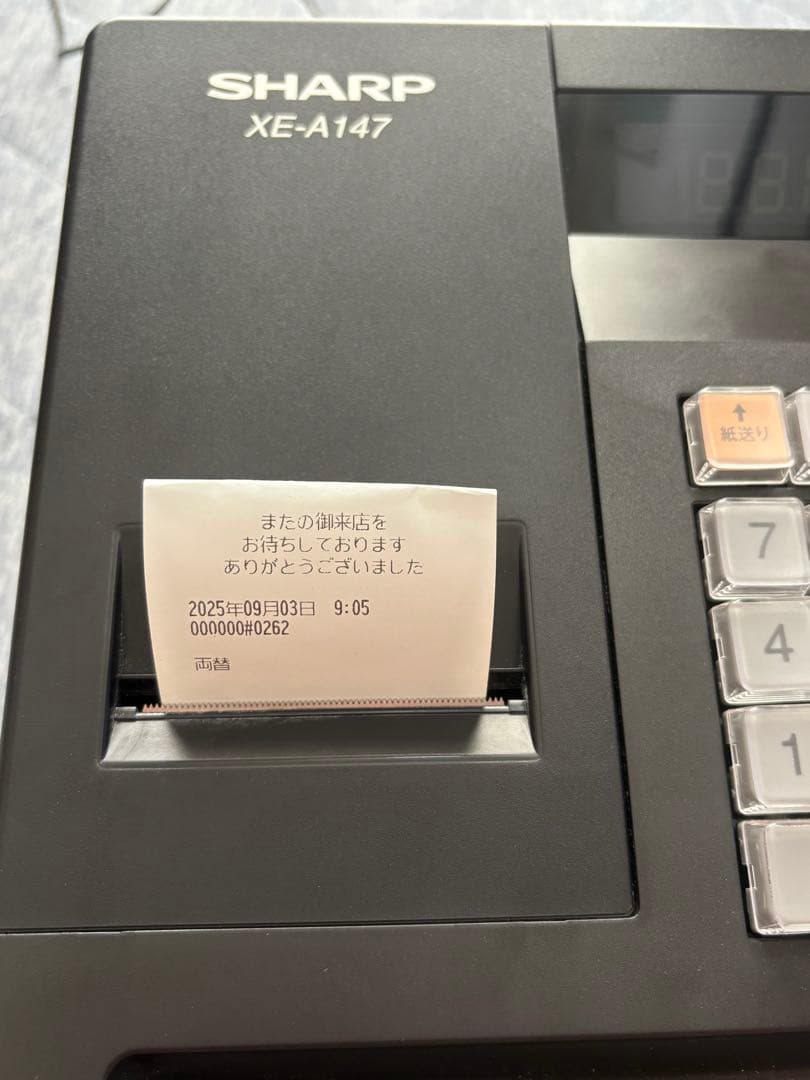 SHARP
XE-A147
またの御来店を
お待ちしております
ありがとうございました
2025年09月03日 9:05
000000#0262
両替
↑
紙送り
7
4
1